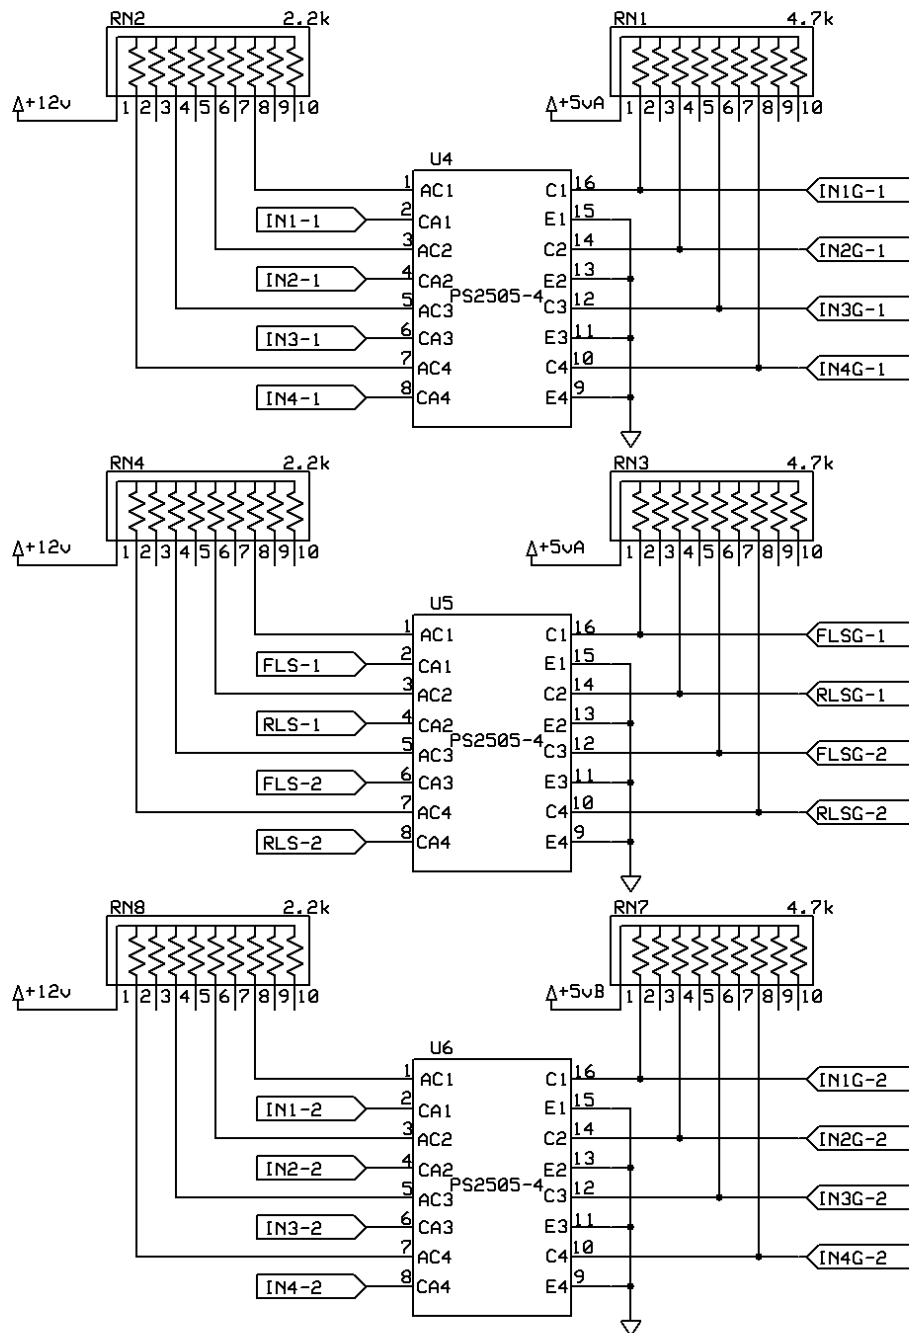 RN2 2.2k RN1 4.7k
+12v 1 2 3 4 5 6 7 8 9 10 +5vA 1 2 3 4 5 6 7 8 9 10
U4
1 AC1 C1 16 IN1G-1
IN1-1 2 CA1 E1 15
3 AC2 C2 14 IN2G-1
IN2-1 4 CA2 E2 13
PS2505-4
5 AC3 C3 12 IN3G-1
IN3-1 6 CA3 E3 11
7 AC4 C4 10 IN4G-1
IN4-1 8 CA4 E4 9
RN4 2.2k RN3 4.7k
+12v 1 2 3 4 5 6 7 8 9 10 +5vA 1 2 3 4 5 6 7 8 9 10
U5
1 AC1 C1 16 FLSG-1
FLS-1 2 CA1 E1 15
3 AC2 C2 14 RLSG-1
RLS-1 4 CA2 E2 13
PS2505-4
5 AC3 C3 12 FLSG-2
FLS-2 6 CA3 E3 11
7 AC4 C4 10 RLSG-2
RLS-2 8 CA4 E4 9
RN8 2.2k RN7 4.7k
+12v 1 2 3 4 5 6 7 8 9 10 +5vB 1 2 3 4 5 6 7 8 9 10
U6
1 AC1 C1 16 IN1G-2
IN1-2 2 CA1 E1 15
3 AC2 C2 14 IN2G-2
IN2-2 4 CA2 E2 13
PS2505-4
5 AC3 C3 12 IN3G-2
IN3-2 6 CA3 E3 11
7 AC4 C4 10 IN4G-2
IN4-2 8 CA4 E4 9